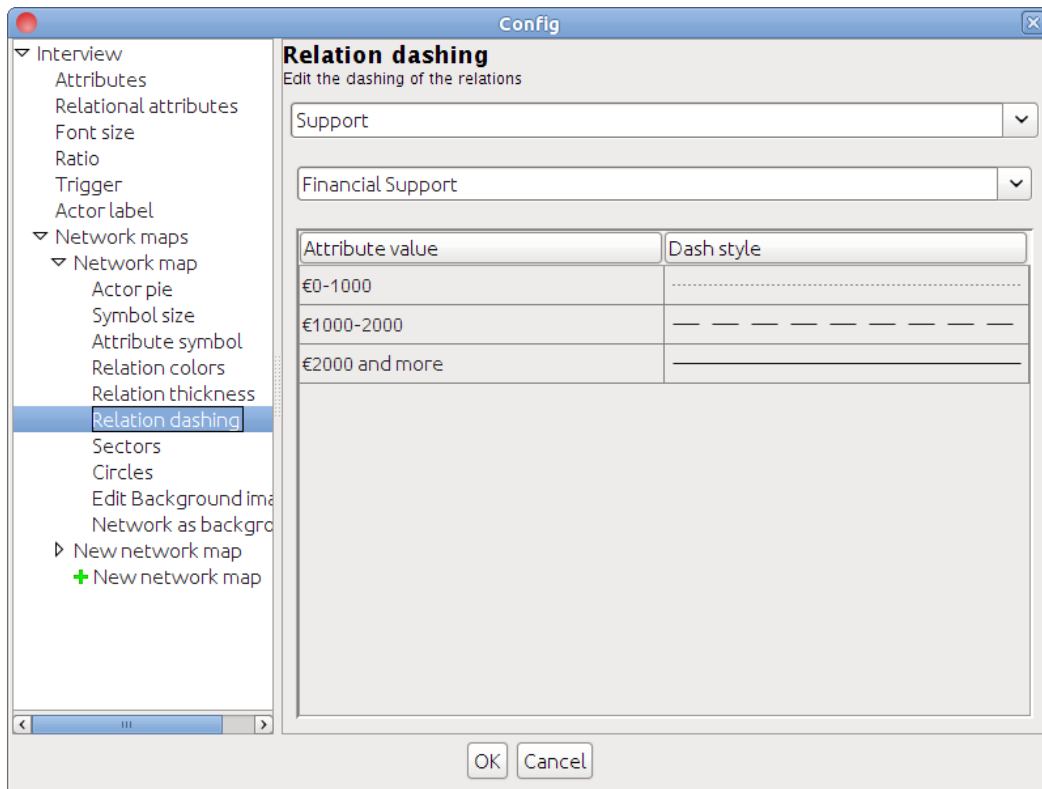 Config
Interview
Attributes
Relational attributes
Font size
Ratio
Trigger
Actor label
Network maps
Network map
Actor pie
Symbol size
Attribute symbol
Relation colors
Relation thickness
Relation dashing
Sectors
Circles
Edit Background ima
Network as backgro
New network map
New network map
Relation dashing
Edit the dashing of the relations
Support
Financial Support
Attribute value Dash style
€0-1000
€1000-2000
€2000 and more
OK Cancel